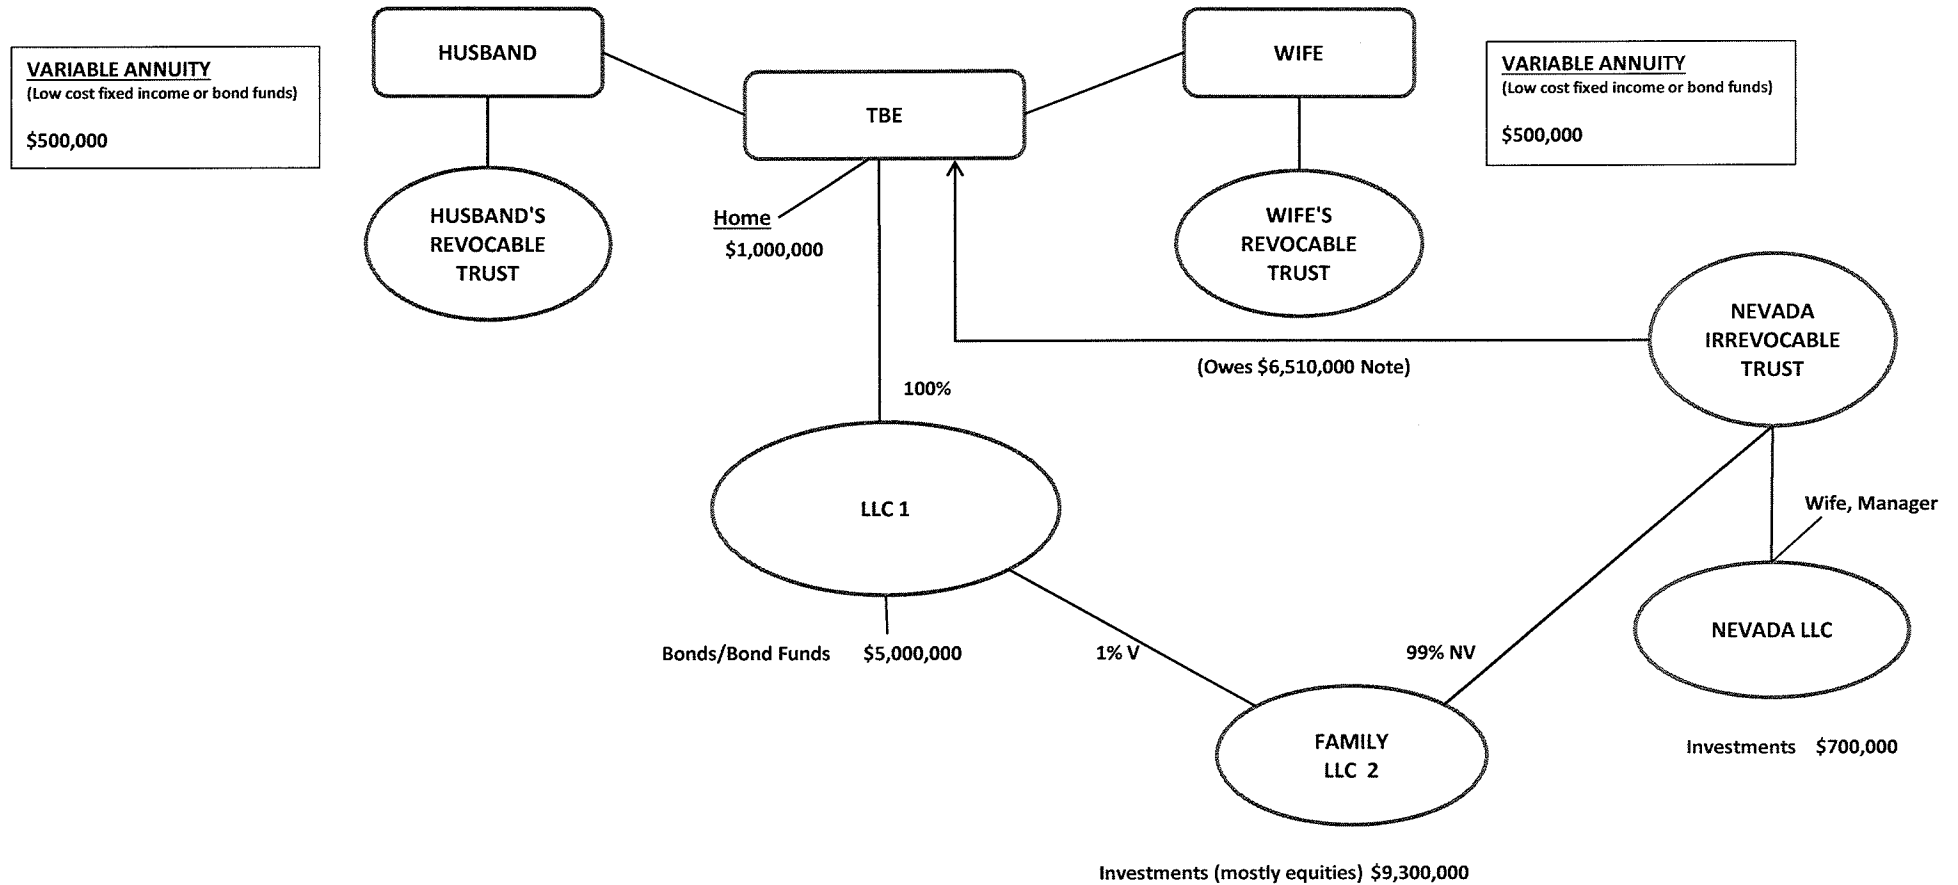 HUSBAND
WIFE
VARIABLE ANNUITY
(Low cost fixed income or bond funds)
$500,000
VARIABLE ANNUITY
(Low cost fixed income or bond funds)
$500,000
TBE
HUSBAND'S
REVOCABLE
TRUST
Home
$1,000,000
WIFE'S
REVOCABLE
TRUST
NEVADA
IRREVOCABLE
TRUST
(Owes $6,510,000 Note)
100%
LLC 1
Wife, Manager
Bonds/Bond Funds $5,000,000
1% V
99% NV
NEVADA LLC
FAMILY
LLC 2
Investments $700,000
Investments (mostly equities) $9,300,000